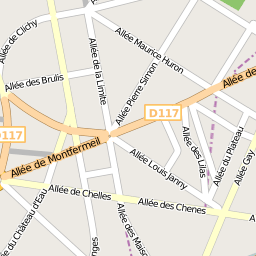 Allée de Clichy
Allée de la Limite
Allée Maurice Huron
Allée des Brulis
Allée Pierre Simon
Allée de
D117
D117
Allée de Montfermeil
Allée Louis Janny
Allée des Lilas
Allée du Plateau
Allée Gay
Allée de Chelles
Allée des Chenes
du Château d'Eau
Allée des Mais